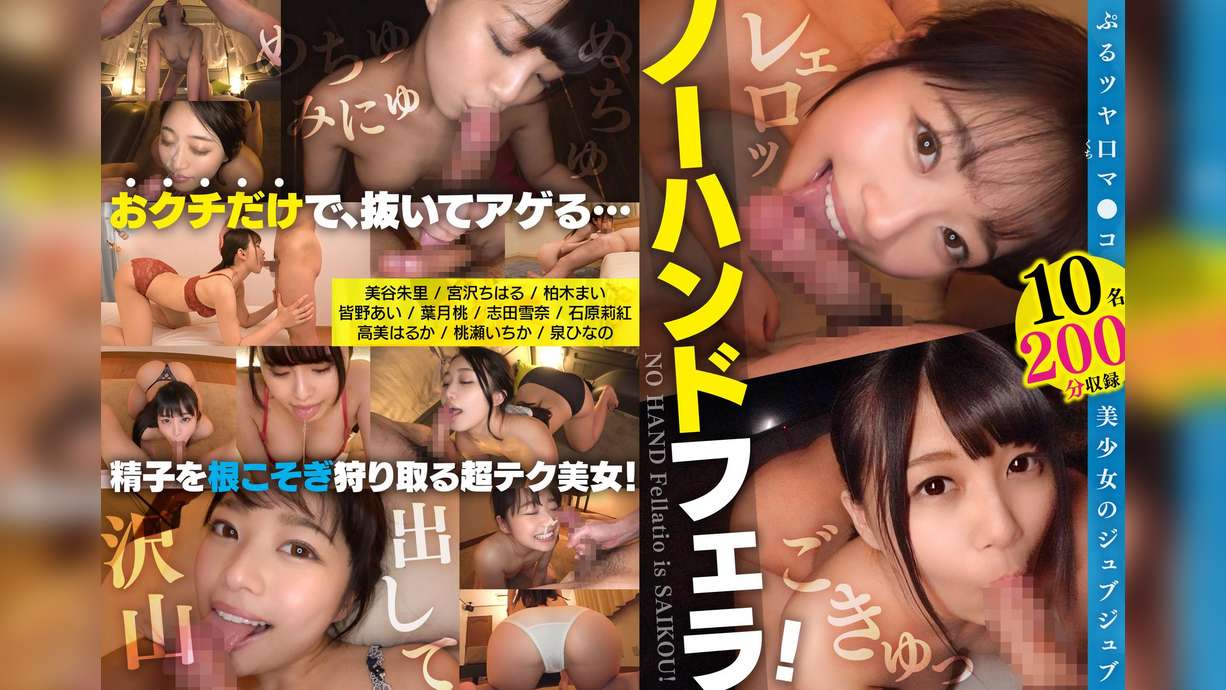 めちゅ
みにゅ
ぬちゅ
おクチだけで、抜いてアゲる…
美谷朱里 / 宮沢ちはる / 柏木まい
皆野あい / 葉月桃 / 志田雪奈 / 石原莉紅
高美はるか / 桃瀬いちか / 泉ひなの
精子を根こそぎ狩り取る超テク美女!
沢山
出して
ノーハンドフェラ!
NO HAND Fellatio is SAIKOU!
レェロッ
ごきゅっ
ぷるツヤ口マ●コ
くち
10名
200
分収録
美少女のジュブジュブ